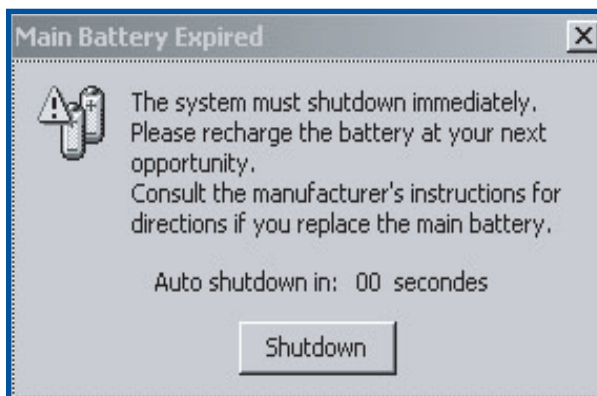 Main Battery Expired
The system must shutdown immediately.
Please recharge the battery at your next
opportunity.
Consult the manufacturer's instructions for
directions if you replace the main battery.
Auto shutdown in: 00 secondes
Shutdown